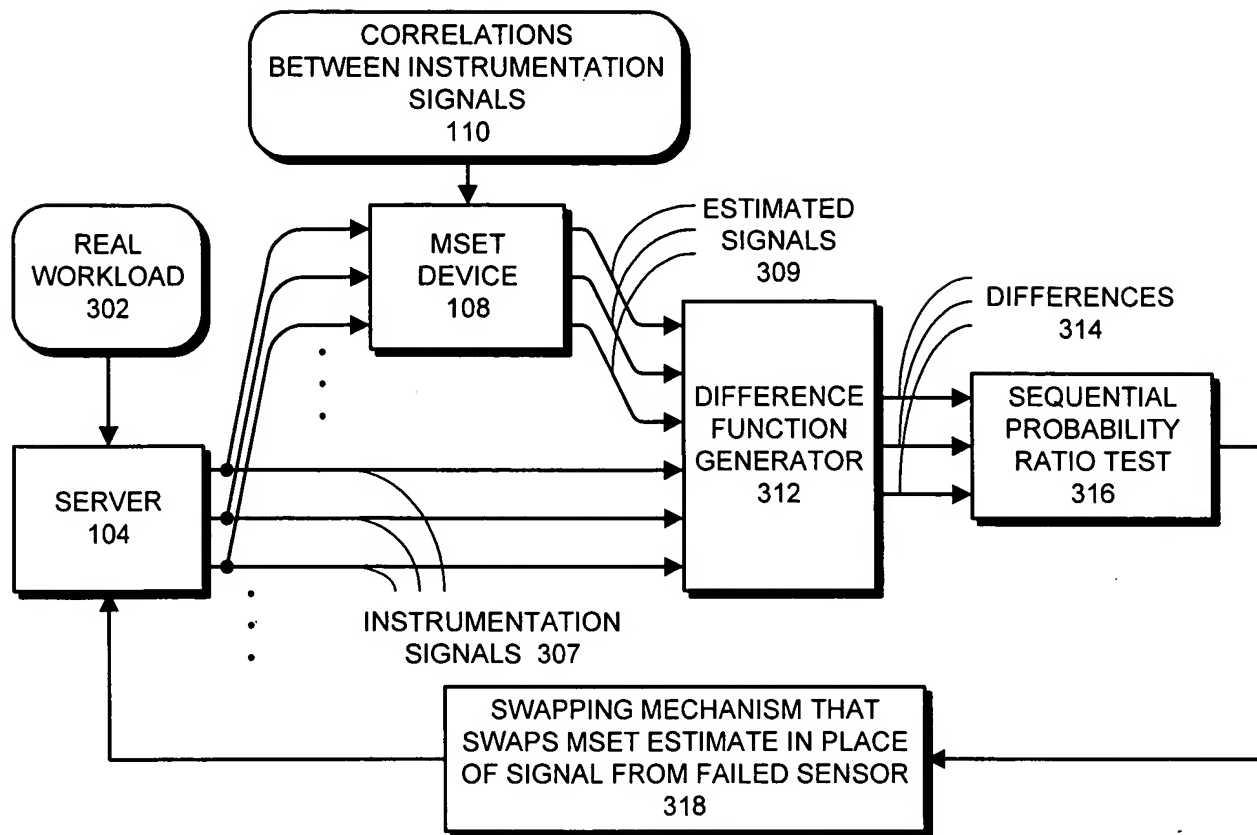 CORRELATIONS
BETWEEN INSTRUMENTATION
SIGNALS
110
REAL
WORKLOAD
302
MSET
DEVICE
108
ESTIMATED
SIGNALS
309
DIFFERENCES
314
SERVER
104
DIFFERENCE
FUNCTION
GENERATOR
312
SEQUENTIAL
PROBABILITY
RATIO TEST
316
INSTRUMENTATION
SIGNALS 307
SWAPPING MECHANISM THAT
SWAPS MSET ESTIMATE IN PLACE
OF SIGNAL FROM FAILED SENSOR
318